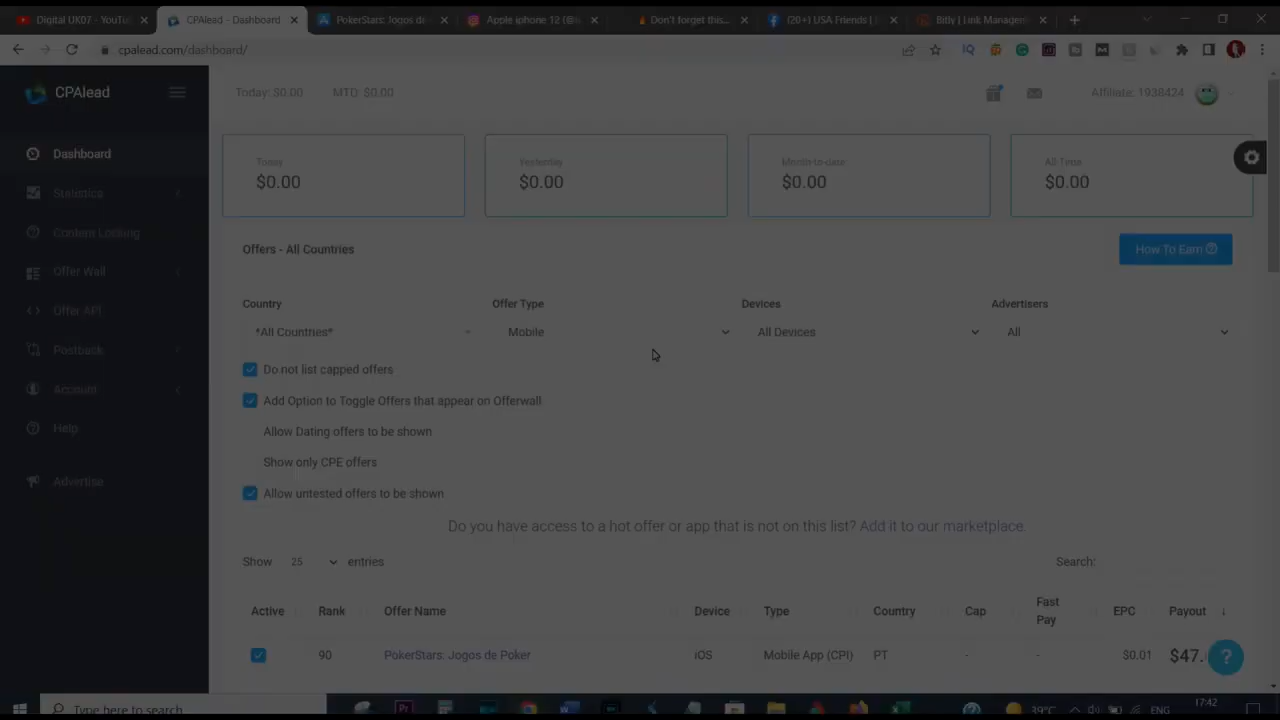 Digital UK07 - YouTu
CPAlead - Dashboard
PokerStars: Jogos de
Apple iphone 12 (@
Don't forget this...
(20+) USA Friends |
Bitly | Link Managem
cpalead.com/dashboard/
CPAlead
Today: $0.00 MTD: $0.00
Affiliate: 1938424
Dashboard
Statistics
Content Locking
Offer Wall
Offer API
Postback
Account
Help
Advertise
Today
$0.00
Yesterday
$0.00
Month-to-date
$0.00
All-Time
$0.00
Offers - All Countries
How To Earn
Country Offer Type Devices Advertisers
*All Countries* Mobile All Devices All
Do not list capped offers
Add Option to Toggle Offers that appear on Offerwall
Allow Dating offers to be shown
Show only CPE offers
Allow untested offers to be shown
Do you have access to a hot offer or app that is not on this list? Add it to our marketplace.
Show 25 entries Search:
Active Rank Offer Name Device Type Country Cap Fast Pay EPC Payout
90 PokerStars: Jogos de Poker iOS Mobile App (CPI) PT - - $0.01 $47.
?
Type here to search
39°C ENG 17:42